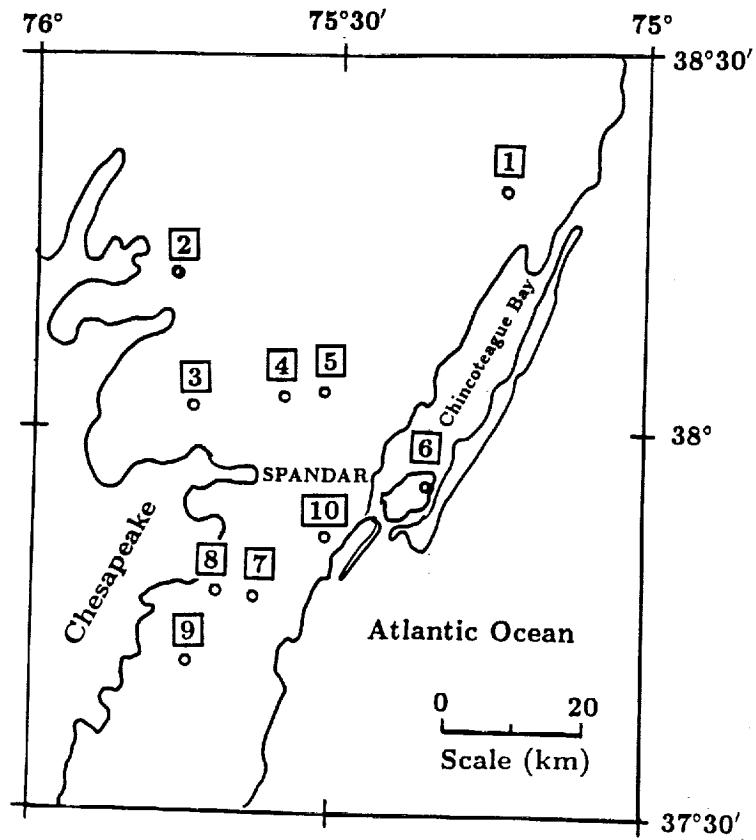 76° 75°30′ 75°
38°30′
1
2
Chincoteague Bay
5
4
3
38°
6
SPANDAR
10
Chesapeake
8 7
9
Atlantic Ocean
0 20
Scale (km)
37°30′